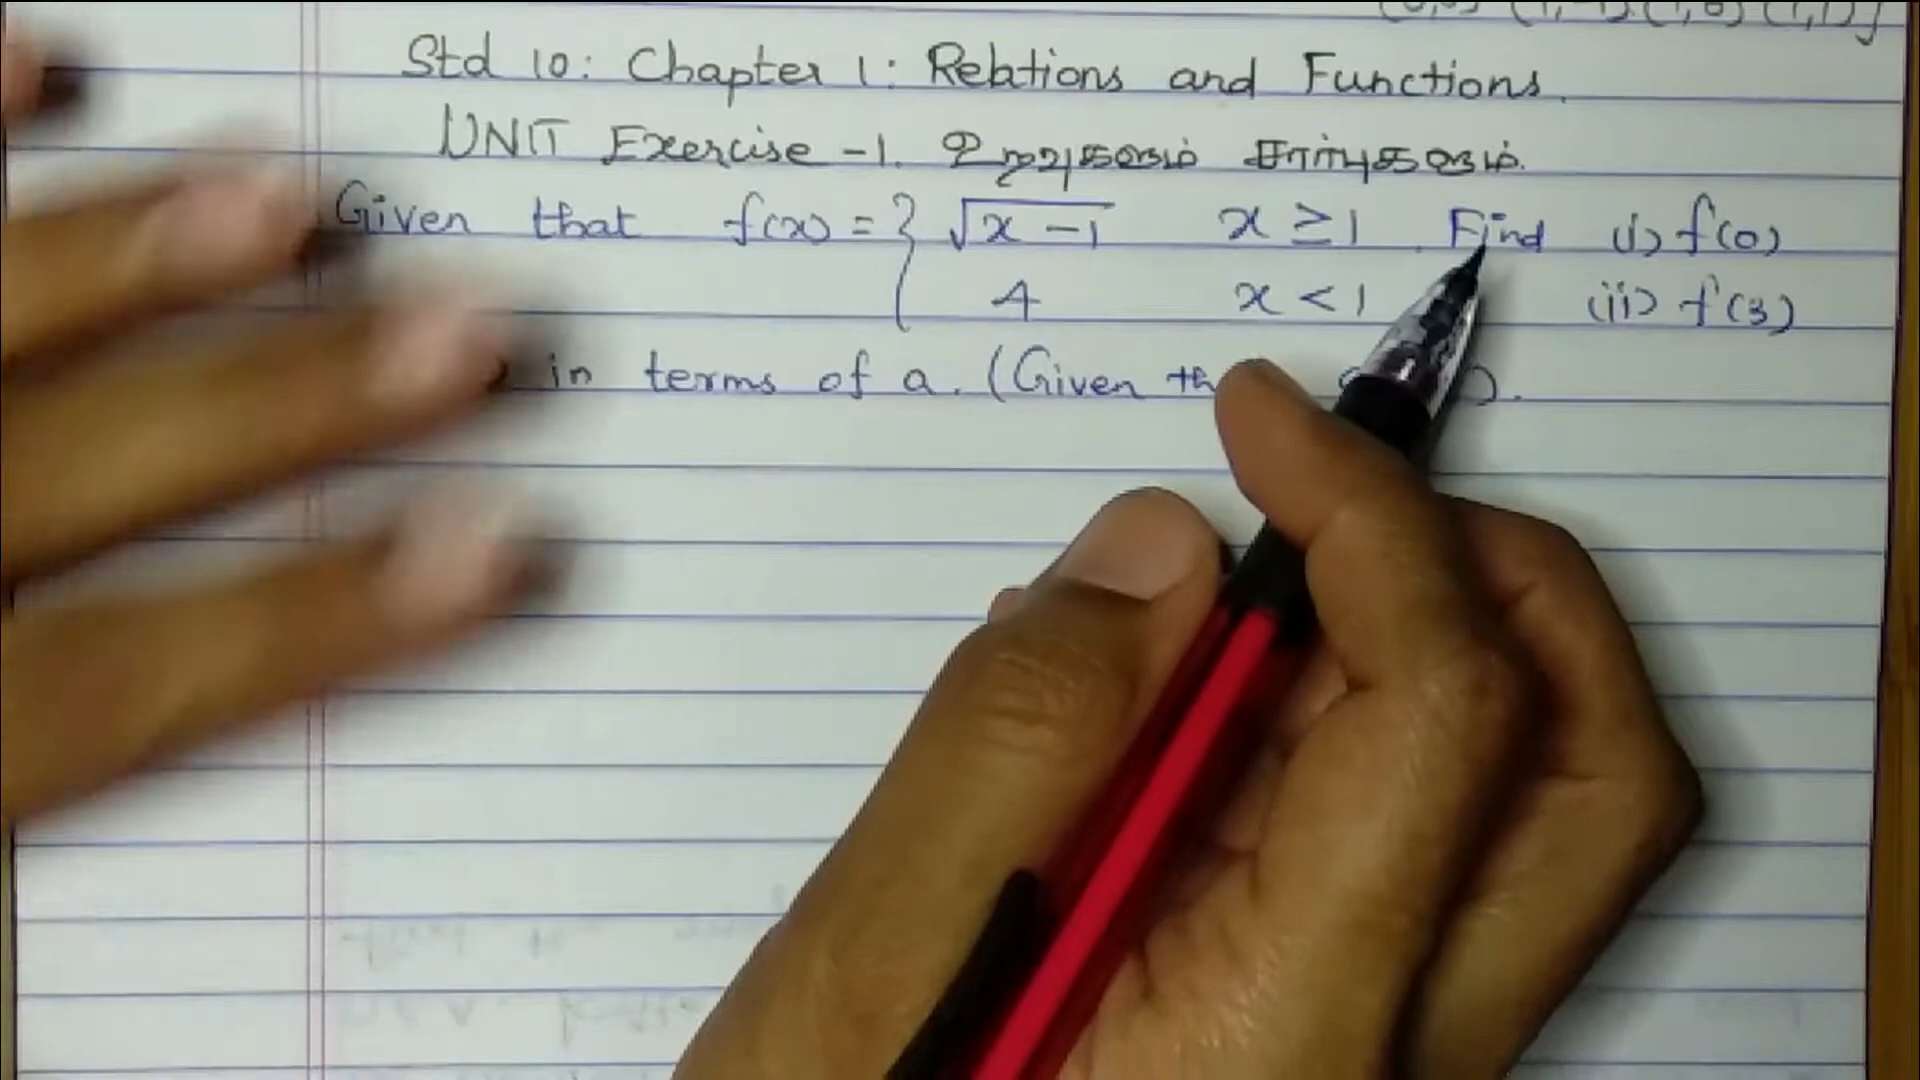 Std 10: Chapter 1: Relations and Functions.
UNIT Exercise -1. உறவுகளும் சார்புகளும்.
Given that f(x) = { √x-1 x ≥ 1 Find (i) f(0)
4 x < 1 (ii) f(3)
in terms of a. (Given